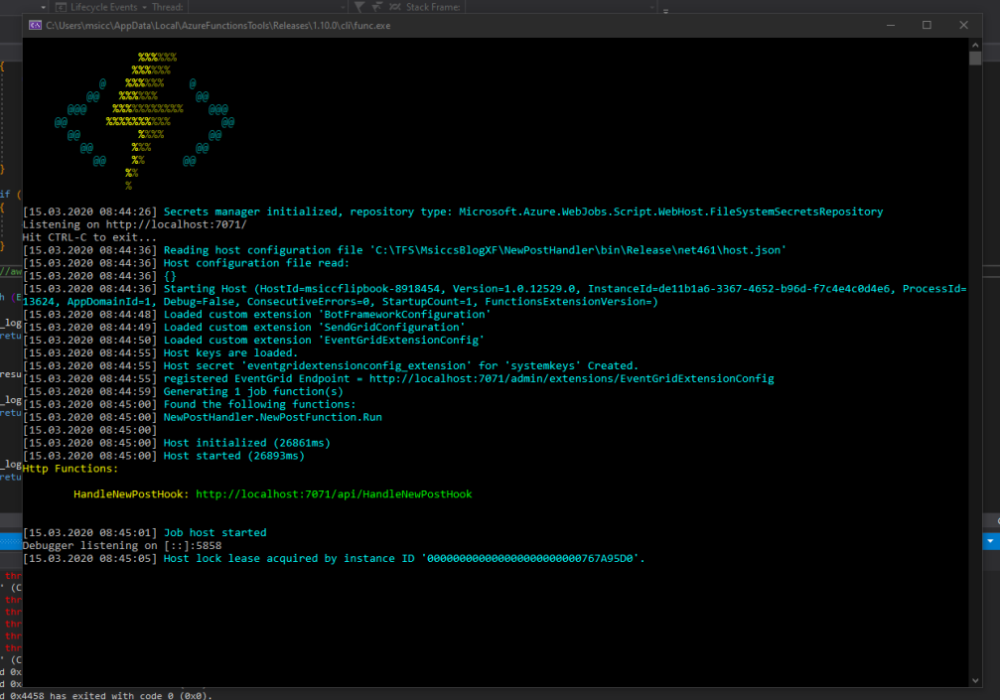 Lifecycle Events Thread: Stack Frame:
C:\Users\msicc\AppData\Local\AzureFunctionsTools\Releases\1.10.0\cli\func.exe
%%%%%%
%%%%%%
@ %%%%%% @
@@ %%%%%% @@
@@@ %%%%%%%%%%% @@@
@@ %%%%%%%%%% @@
@@ %%%% @@
@@ %%% @@
@@ %% @@
%%
%
[15.03.2020 08:44:26] Secrets manager initialized, repository type: Microsoft.Azure.WebJobs.Script.WebHost.FileSystemSecretsRepository
Listening on http://localhost:7071/
Hit CTRL-C to exit...
[15.03.2020 08:44:36] Reading host configuration file 'C:\TFS\MsiccsBlogXF\NewPostHandler\bin\Release\net461\host.json'
[15.03.2020 08:44:36] Host configuration file read:
[15.03.2020 08:44:36] {}
[15.03.2020 08:44:36] Starting Host (HostId=msiccflipbook-8918454, Version=1.0.12529.0, InstanceId=de11b1a6-3367-4652-b96d-f7c4e4c0d4e6, ProcessId=
13624, AppDomainId=1, Debug=False, ConsecutiveErrors=0, StartupCount=1, FunctionsExtensionVersion=)
[15.03.2020 08:44:48] Loaded custom extension 'BotFrameworkConfiguration'
[15.03.2020 08:44:49] Loaded custom extension 'SendGridConfiguration'
[15.03.2020 08:44:50] Loaded custom extension 'EventGridExtensionConfig'
[15.03.2020 08:44:55] Host keys are loaded.
[15.03.2020 08:44:55] Host secret 'eventgridextensionconfig_extension' for 'systemkeys' Created.
[15.03.2020 08:44:55] registered EventGrid Endpoint = http://localhost:7071/admin/extensions/EventGridExtensionConfig
[15.03.2020 08:44:59] Generating 1 job function(s)
[15.03.2020 08:45:00] Found the following functions:
[15.03.2020 08:45:00] NewPostHandler.NewPostFunction.Run
[15.03.2020 08:45:00]
[15.03.2020 08:45:00] Host initialized (26861ms)
[15.03.2020 08:45:00] Host started (26893ms)
Http Functions:
HandleNewPostHook: http://localhost:7071/api/HandleNewPostHook
[15.03.2020 08:45:01] Job host started
Debugger listening on [::]:5858
[15.03.2020 08:45:05] Host lock lease acquired by instance ID '000000000000000000000000767A95D0'.
d 0x4458 has exited with code 0 (0x0).